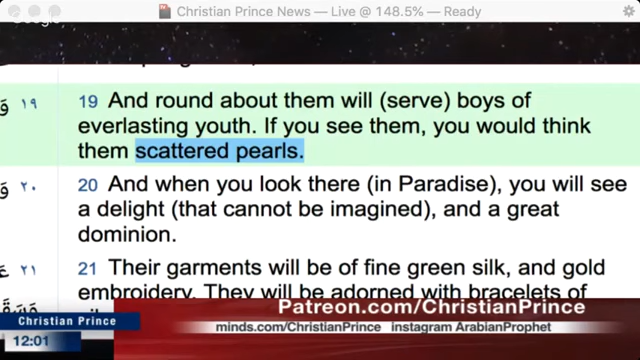 Christian Prince News — Live @ 148.5% — Ready
١٩ 19 And round about them will (serve) boys of
everlasting youth. If you see them, you would think
them scattered pearls.
٢٠ 20 And when you look there (in Paradise), you will see
a delight (that cannot be imagined), and a great
dominion.
٢١ 21 Their garments will be of fine green silk, and gold
embroidery. They will be adorned with bracelets of
Patreon.com/ChristianPrince
minds.com/ChristianPrince instagram ArabianProphet
Christian Prince
12:01